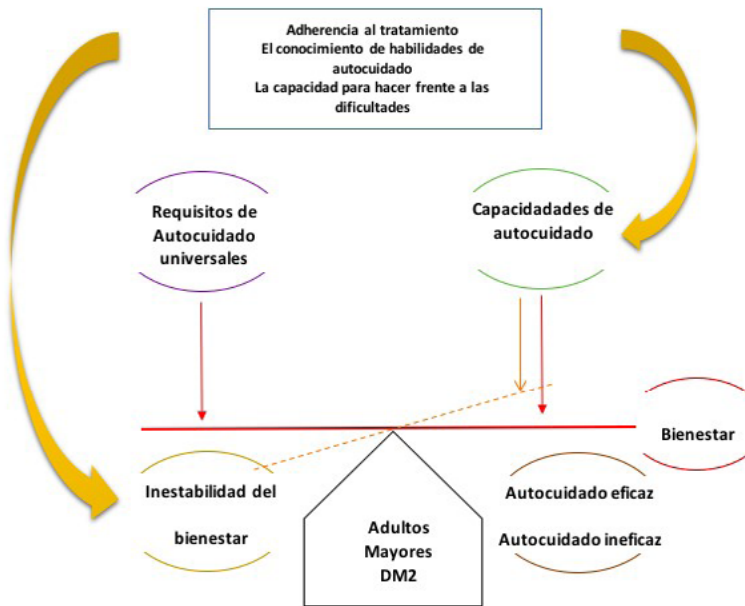 Adherencia al tratamiento
El conocimiento de habilidades de
autocuidado
La capacidad para hacer frente a las
dificultades
Requisitos de
Autocuidado
universales
Capacidadades de
autocuidado
Bienestar
Inestabilidad del
bienestar
Adultos
Mayores
DM2
Autocuidado eficaz
Autocuidado ineficaz